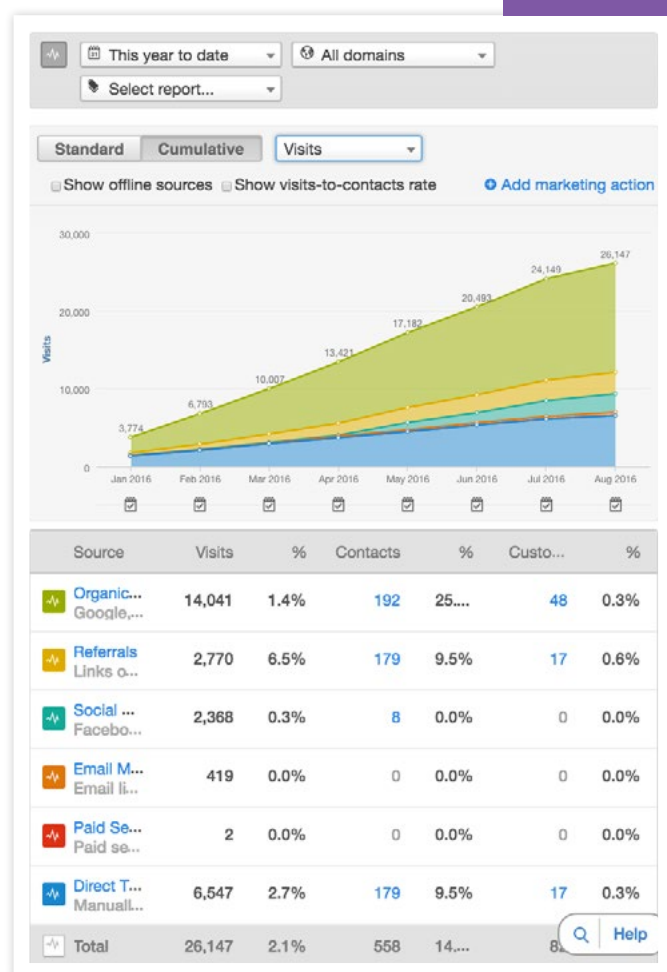 This year to date
All domains
Select report...
Standard Cumulative Visits
Show offline sources Show visits-to-contacts rate Add marketing action
30,000
26,147
24,149
20,493
20,000
17,182
13,421
Visits
10,007
10,000
6,793
3,774
0
Jan 2016 Feb 2016 Mar 2016 Apr 2016 May 2016 Jun 2016 Jul 2016 Aug 2016
Source Visits % Contacts % Custo... %
Organic... 14,041 1.4% 192 25.... 48 0.3%
Google,...
Referrals 2,770 6.5% 179 9.5% 17 0.6%
Links o...
Social ... 2,368 0.3% 8 0.0% 0 0.0%
Facebo...
Email M... 419 0.0% 0 0.0% 0 0.0%
Email li...
Paid Se... 2 0.0% 0 0.0% 0 0.0%
Paid se...
Direct T... 6,547 2.7% 179 9.5% 17 0.3%
Manuall...
Total 26,147 2.1% 558 14....
Help